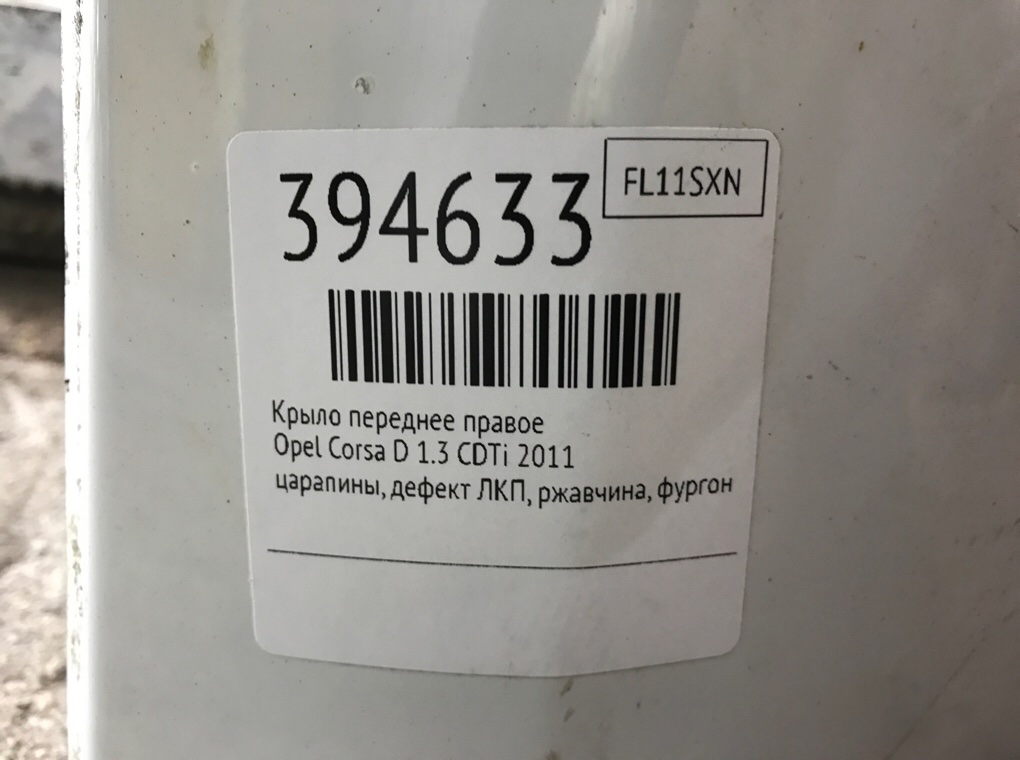 394633
FL11SXN
Крыло переднее правое
Opel Corsa D 1.3 CDTi 2011
царапины, дефект ЛКП, ржавчина, фургон